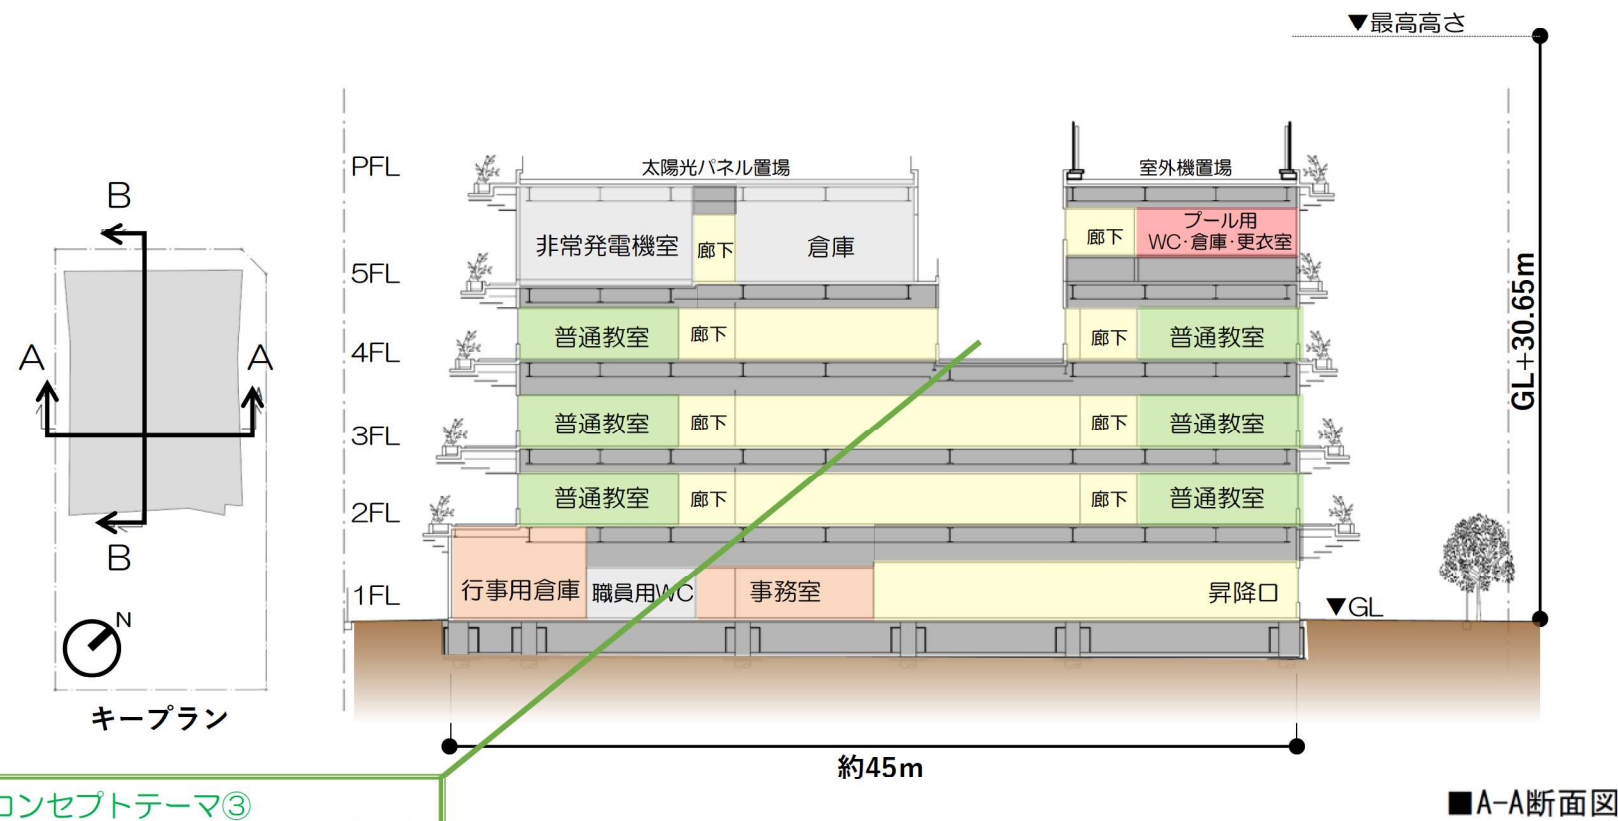 ▼最高高さ
PFL
太陽光パネル置場
室外機置場
B
非常発電機室
廊下
倉庫
廊下
プール用
WC・倉庫・更衣室
5FL
GL+30.65m
普通教室
廊下
廊下
普通教室
4FL
A
A
普通教室
廊下
廊下
普通教室
3FL
普通教室
廊下
廊下
普通教室
2FL
B
行事用倉庫
職員用WC
事務室
昇降口
1FL
▼GL
N
キープラン
約45m
コンセプトテーマ③
■A-A断面図